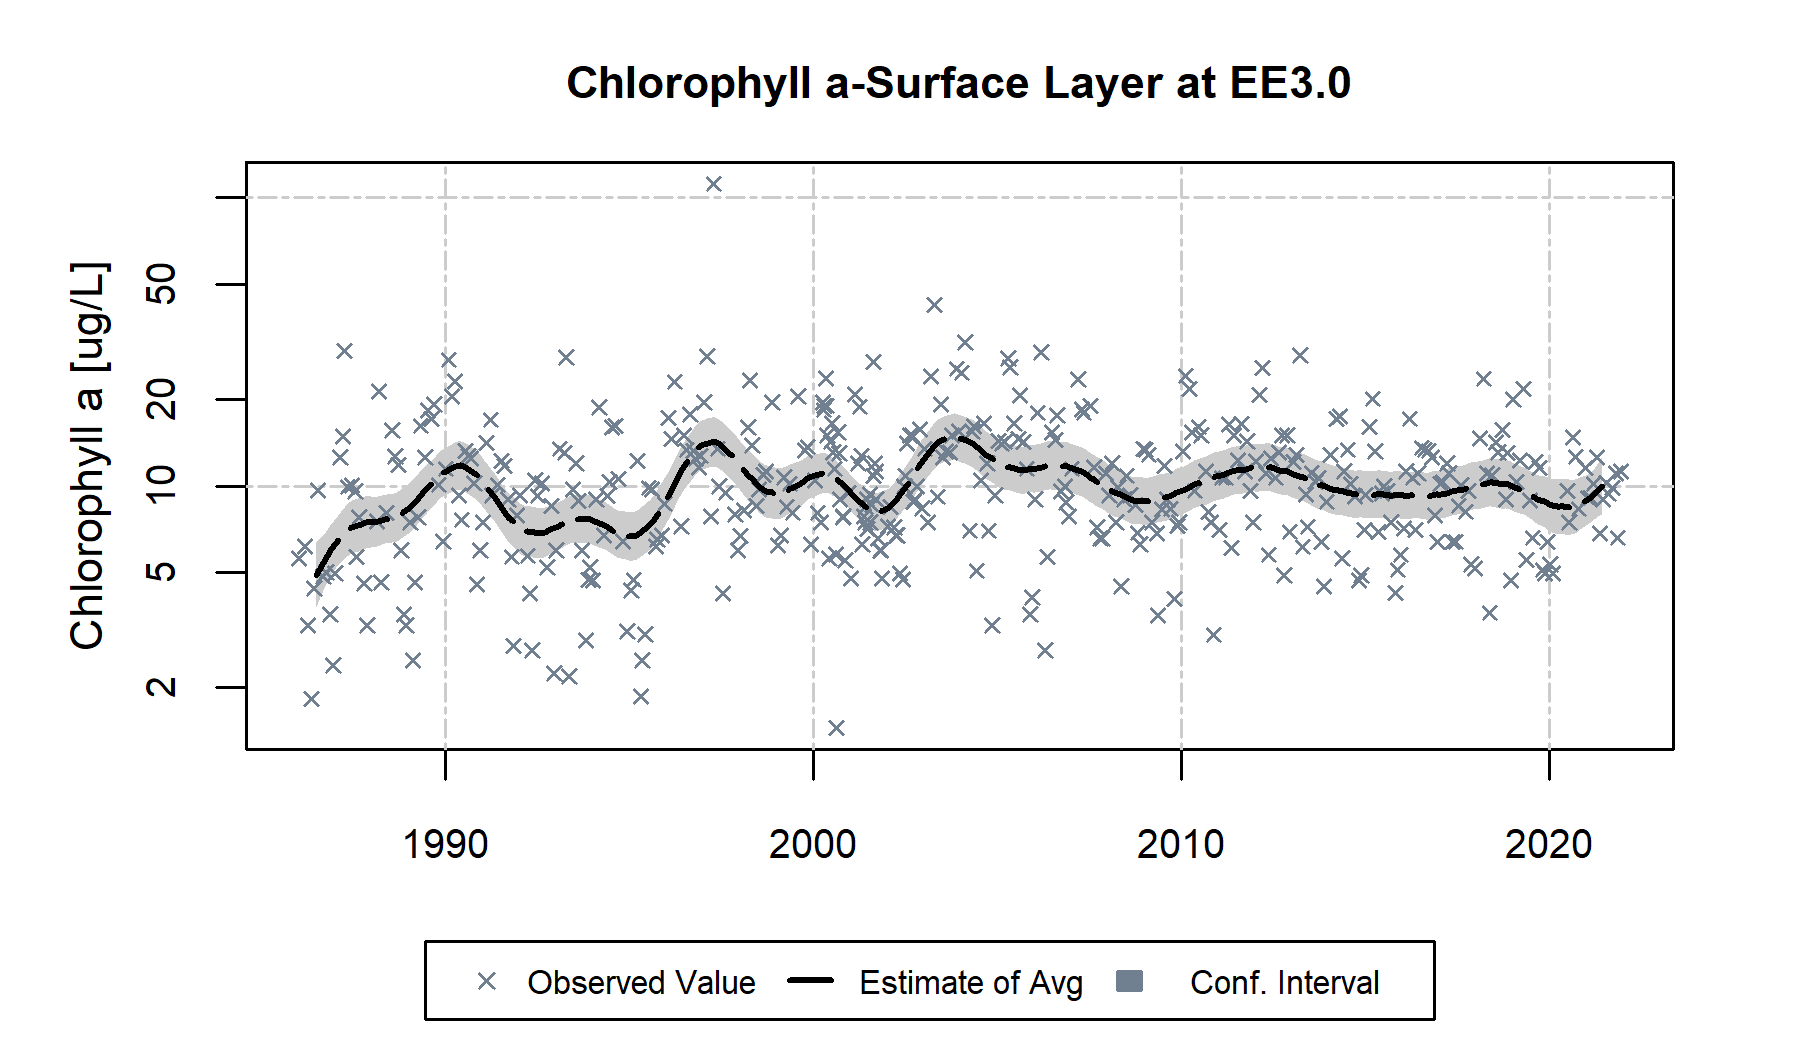 Chlorophyll a-Surface Layer at EE3.0
Chlorophyll a [ug/L]
50
20
10
5
2
1990 2000 2010 2020
Observed Value Estimate of Avg Conf. Interval